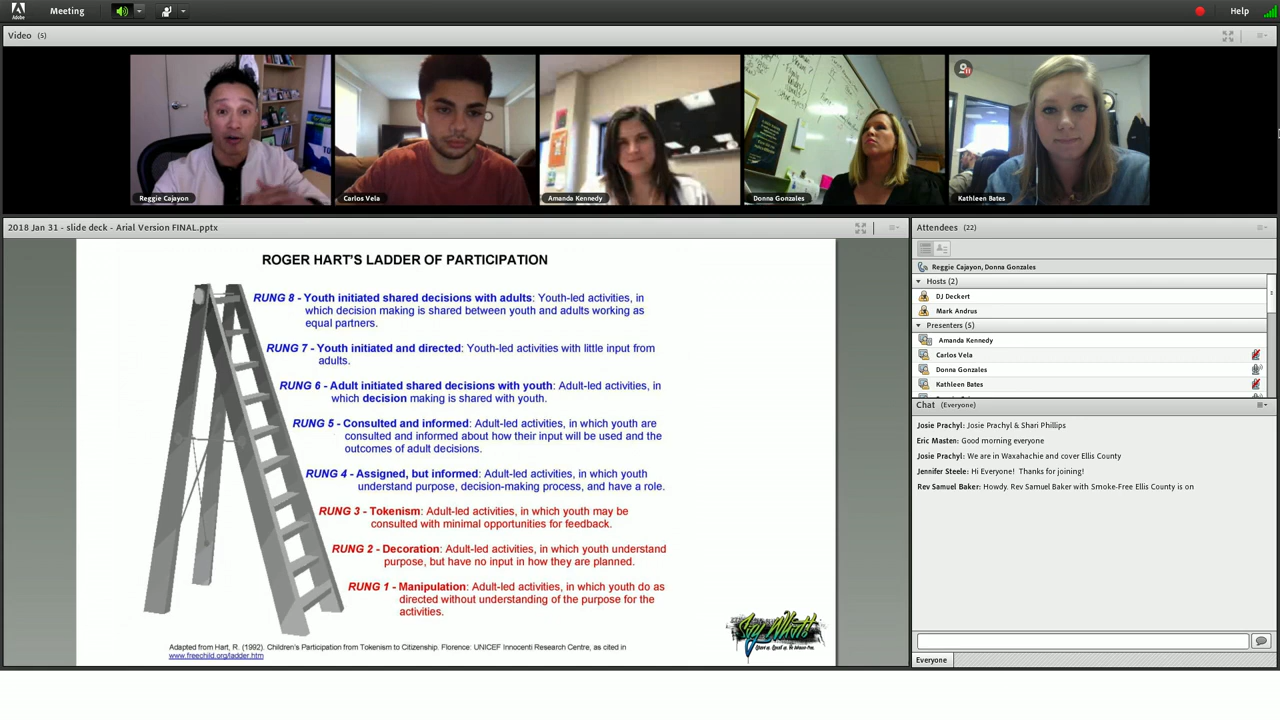 Adobe
Meeting
Help
Video (5)
Reggie Cajayon
Carlos Vela
Amanda Kennedy
Donna Gonzales
Kathleen Bates
2018 Jan 31 - slide deck - Arial Version FINAL.pptx
ROGER HART'S LADDER OF PARTICIPATION
RUNG 8 - Youth initiated shared decisions with adults: Youth-led activities, in
which decision making is shared between youth and adults working as
equal partners.
RUNG 7 - Youth initiated and directed: Youth-led activities with little input from
adults.
RUNG 6 - Adult initiated shared decisions with youth: Adult-led activities, in
which decision making is shared with youth.
RUNG 5 - Consulted and informed: Adult-led activities, in which youth are
consulted and informed about how their input will be used and the
outcomes of adult decisions.
RUNG 4 - Assigned, but informed: Adult-led activities, in which youth
understand purpose, decision-making process, and have a role.
RUNG 3 - Tokenism: Adult-led activities, in which youth may be
consulted with minimal opportunities for feedback.
RUNG 2 - Decoration: Adult-led activities, in which youth understand
purpose, but have no input in how they are planned.
RUNG 1 - Manipulation: Adult-led activities, in which youth do as
directed without understanding of the purpose for the
activities.
Say What!
Adapted from Hart, R. (1992). Children's Participation from Tokenism to Citizenship. Florence: UNICEF Innocenti Research Centre, as cited in
www.freechild.org/ladder.htm
Attendees (22)
Reggie Cajayon, Donna Gonzales
Hosts (2)
DJ Deckert
Mark Andrus
Presenters (5)
Amanda Kennedy
Carlos Vela
Donna Gonzales
Kathleen Bates
Chat (Everyone)
Josie Prachyl: Josie Prachyl & Shari Phillips
Eric Masten: Good morning everyone
Josie Prachyl: We are in Waxahachie and cover Ellis County
Jennifer Steele: Hi Everyone! Thanks for joining!
Rev Samuel Baker: Howdy. Rev Samuel Baker with Smoke-Free Ellis County is on
Everyone